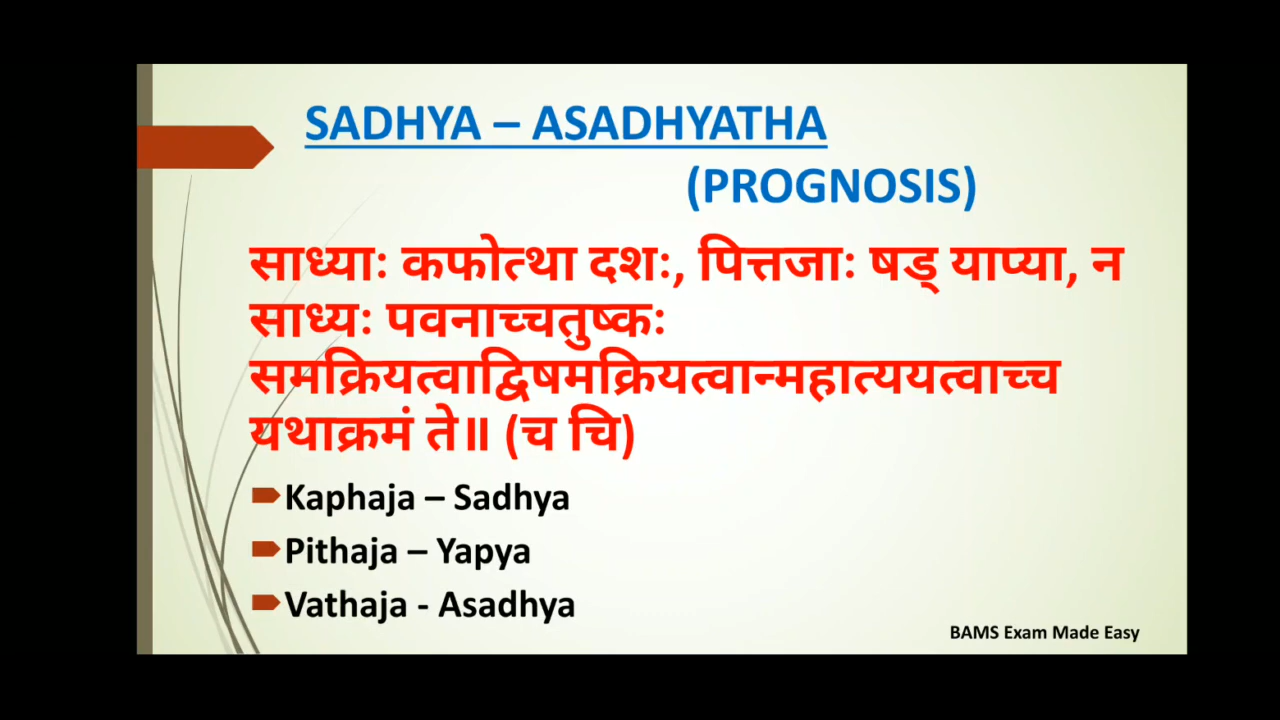 SADHYA – ASADHYATHA
(PROGNOSIS)
साध्याः कफोत्था दशः, पित्तजाः षड् याप्या, न
साध्यः पवनाच्चतुष्कः
समक्रियत्वाद्विषमक्रियत्वान्महात्ययत्वाच्च
यथाक्रमं ते॥ (च चि)
Kaphaja – Sadhya
Pithaja – Yapya
Vathaja - Asadhya
BAMS Exam Made Easy